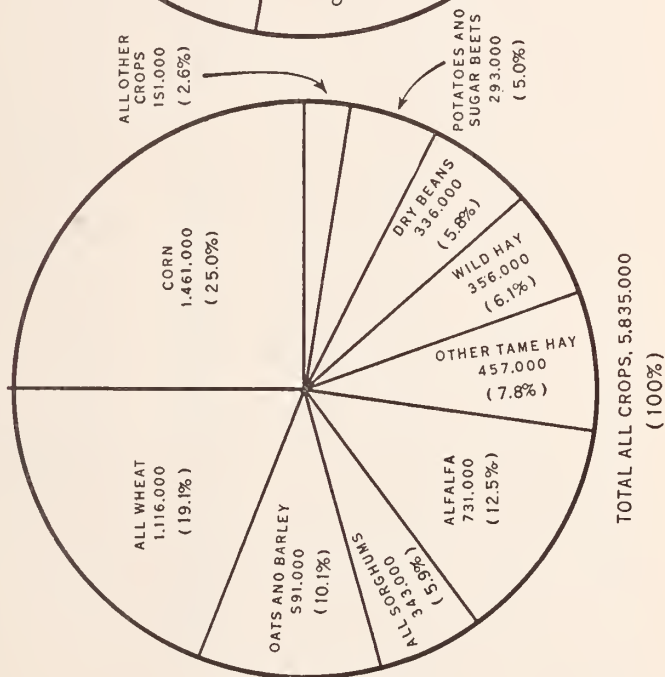 ALL OTHER
CROPS
151.000
(2.6%)
POTATOES AND
SUGAR BEETS
293.000
(5.0%)
CORN
1.461.000
(25.0%)
DRY BEANS
336.000
(5.8%)
WILD HAY
356.000
(6.1%)
OTHER TAME HAY
457.000
(7.8%)
ALFALFA
731.000
(12.5%)
ALL SORGHUMS
343.000
(5.9%)
OATS AND BARLEY
591.000
(10.1%)
ALL WHEAT
1.116.000
(19.1%)
TOTAL ALL CROPS, 5.835.000
(100%)